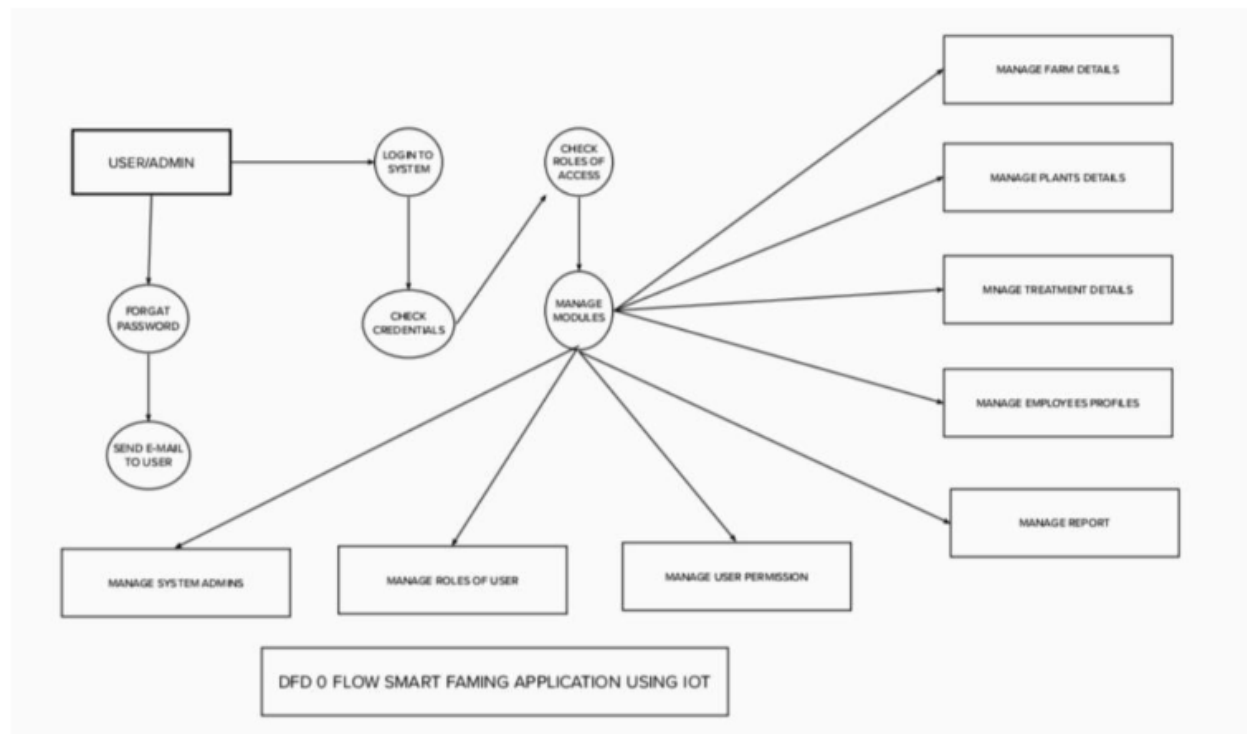 MANAGE FARM DETAILS
USER/ADMIN
LOGIN TO
SYSTEM
CHECK
ROLES OF
ACCESS
MANAGE PLANTS DETAILS
FORGAT
PASSWORD
CHECK
CREDENTIALS
MANAGE
MODULES
MNAGE TREATMENT DETAILS
MANAGE EMPLOYEES PROFILES
SEND E-MAIL
TO USER
MANAGE REPORT
MANAGE SYSTEM ADMINS
MANAGE ROLES OF USER
MANAGE USER PERMISSION
DFD 0 FLOW SMART FAMING APPLICATION USING IOT